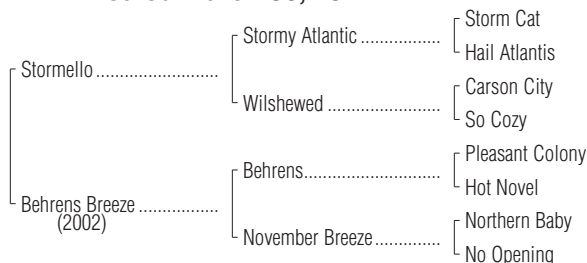 Storm Cat
Stormy Atlantic
Hail Atlantis
Stormello
Carson City
Wilshewed
So Cozy
Pleasant Colony
Behrens
Hot Novel
Behrens Breeze
(2002)
Northern Baby
November Breeze
No Opening